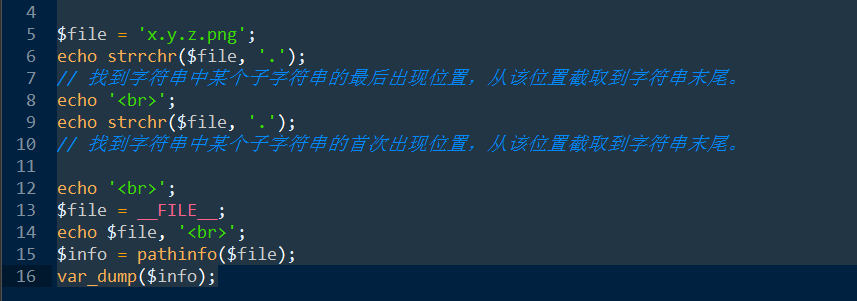 4
5 $file = 'x.y.z.png';
6 echo strrchr($file, '.');
7 // 找到字符串中某个子字符串的最后出现位置，从该位置截取到字符串末尾。
8 echo '<br>';
9 echo strchr($file, '.');
10 // 找到字符串中某个子字符串的首次出现位置，从该位置截取到字符串末尾。
11
12 echo '<br>';
13 $file = __FILE__;
14 echo $file, '<br>';
15 $info = pathinfo($file);
16 var_dump($info);